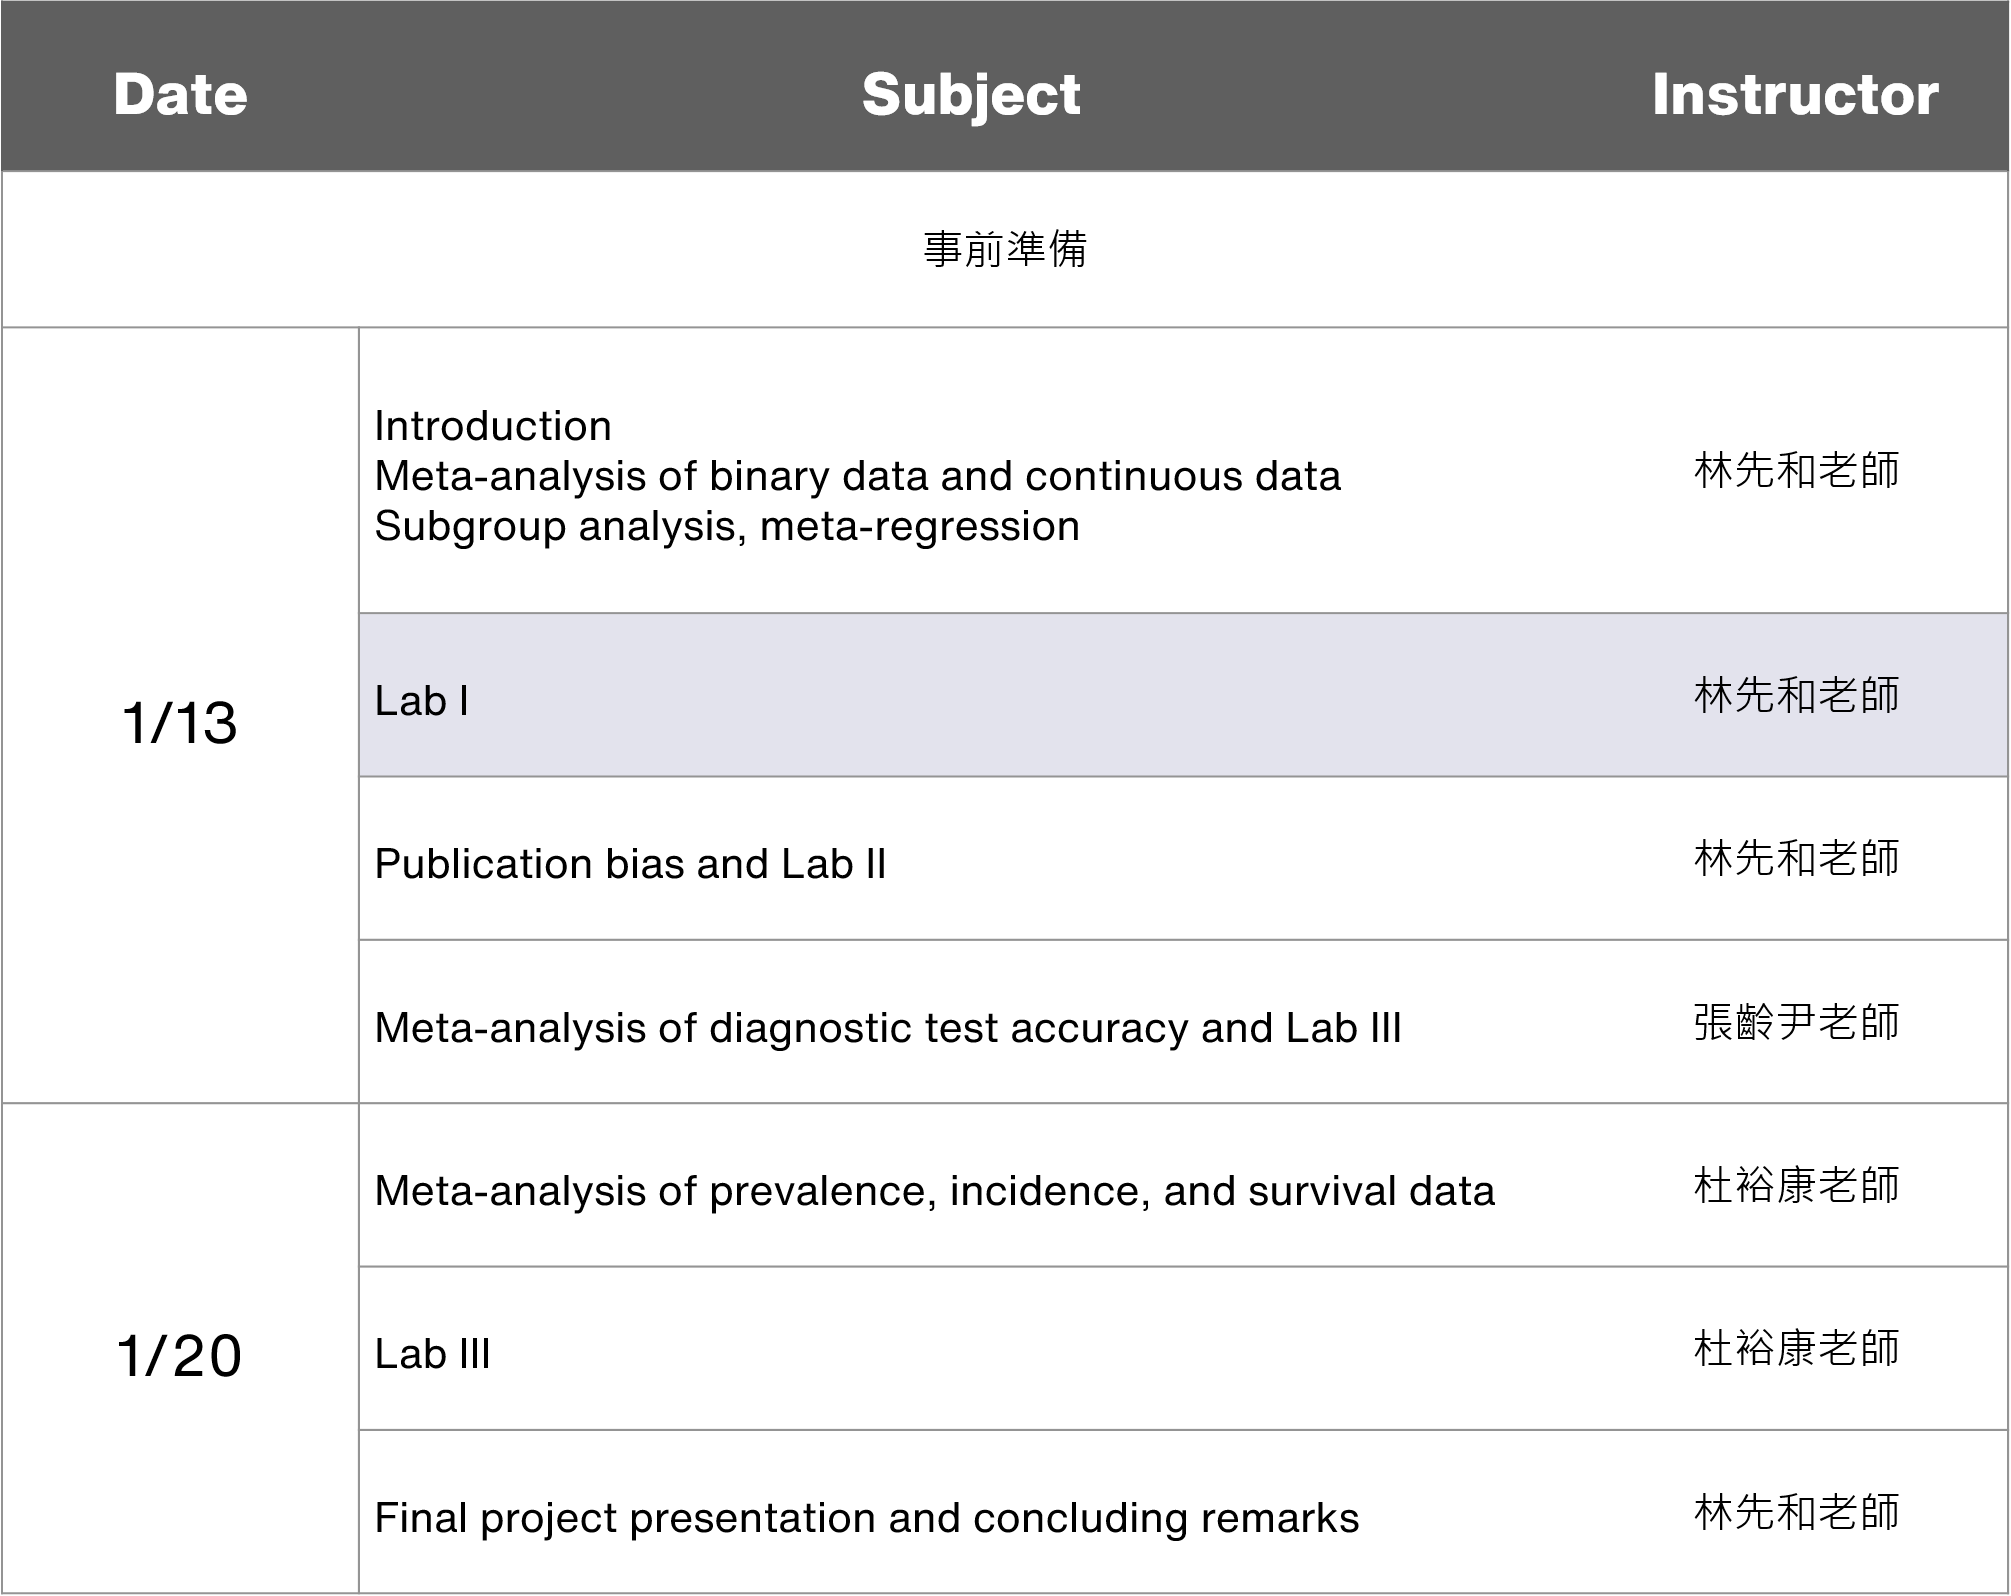 Date Subject Instructor
事前準備
1/13
Introduction
Meta-analysis of binary data and continuous data
Subgroup analysis, meta-regression
林先和老師
Lab I 林先和老師
Publication bias and Lab II 林先和老師
Meta-analysis of diagnostic test accuracy and Lab III 張齡尹老師
1/20
Meta-analysis of prevalence, incidence, and survival data 杜裕康老師
Lab III 杜裕康老師
Final project presentation and concluding remarks 林先和老師